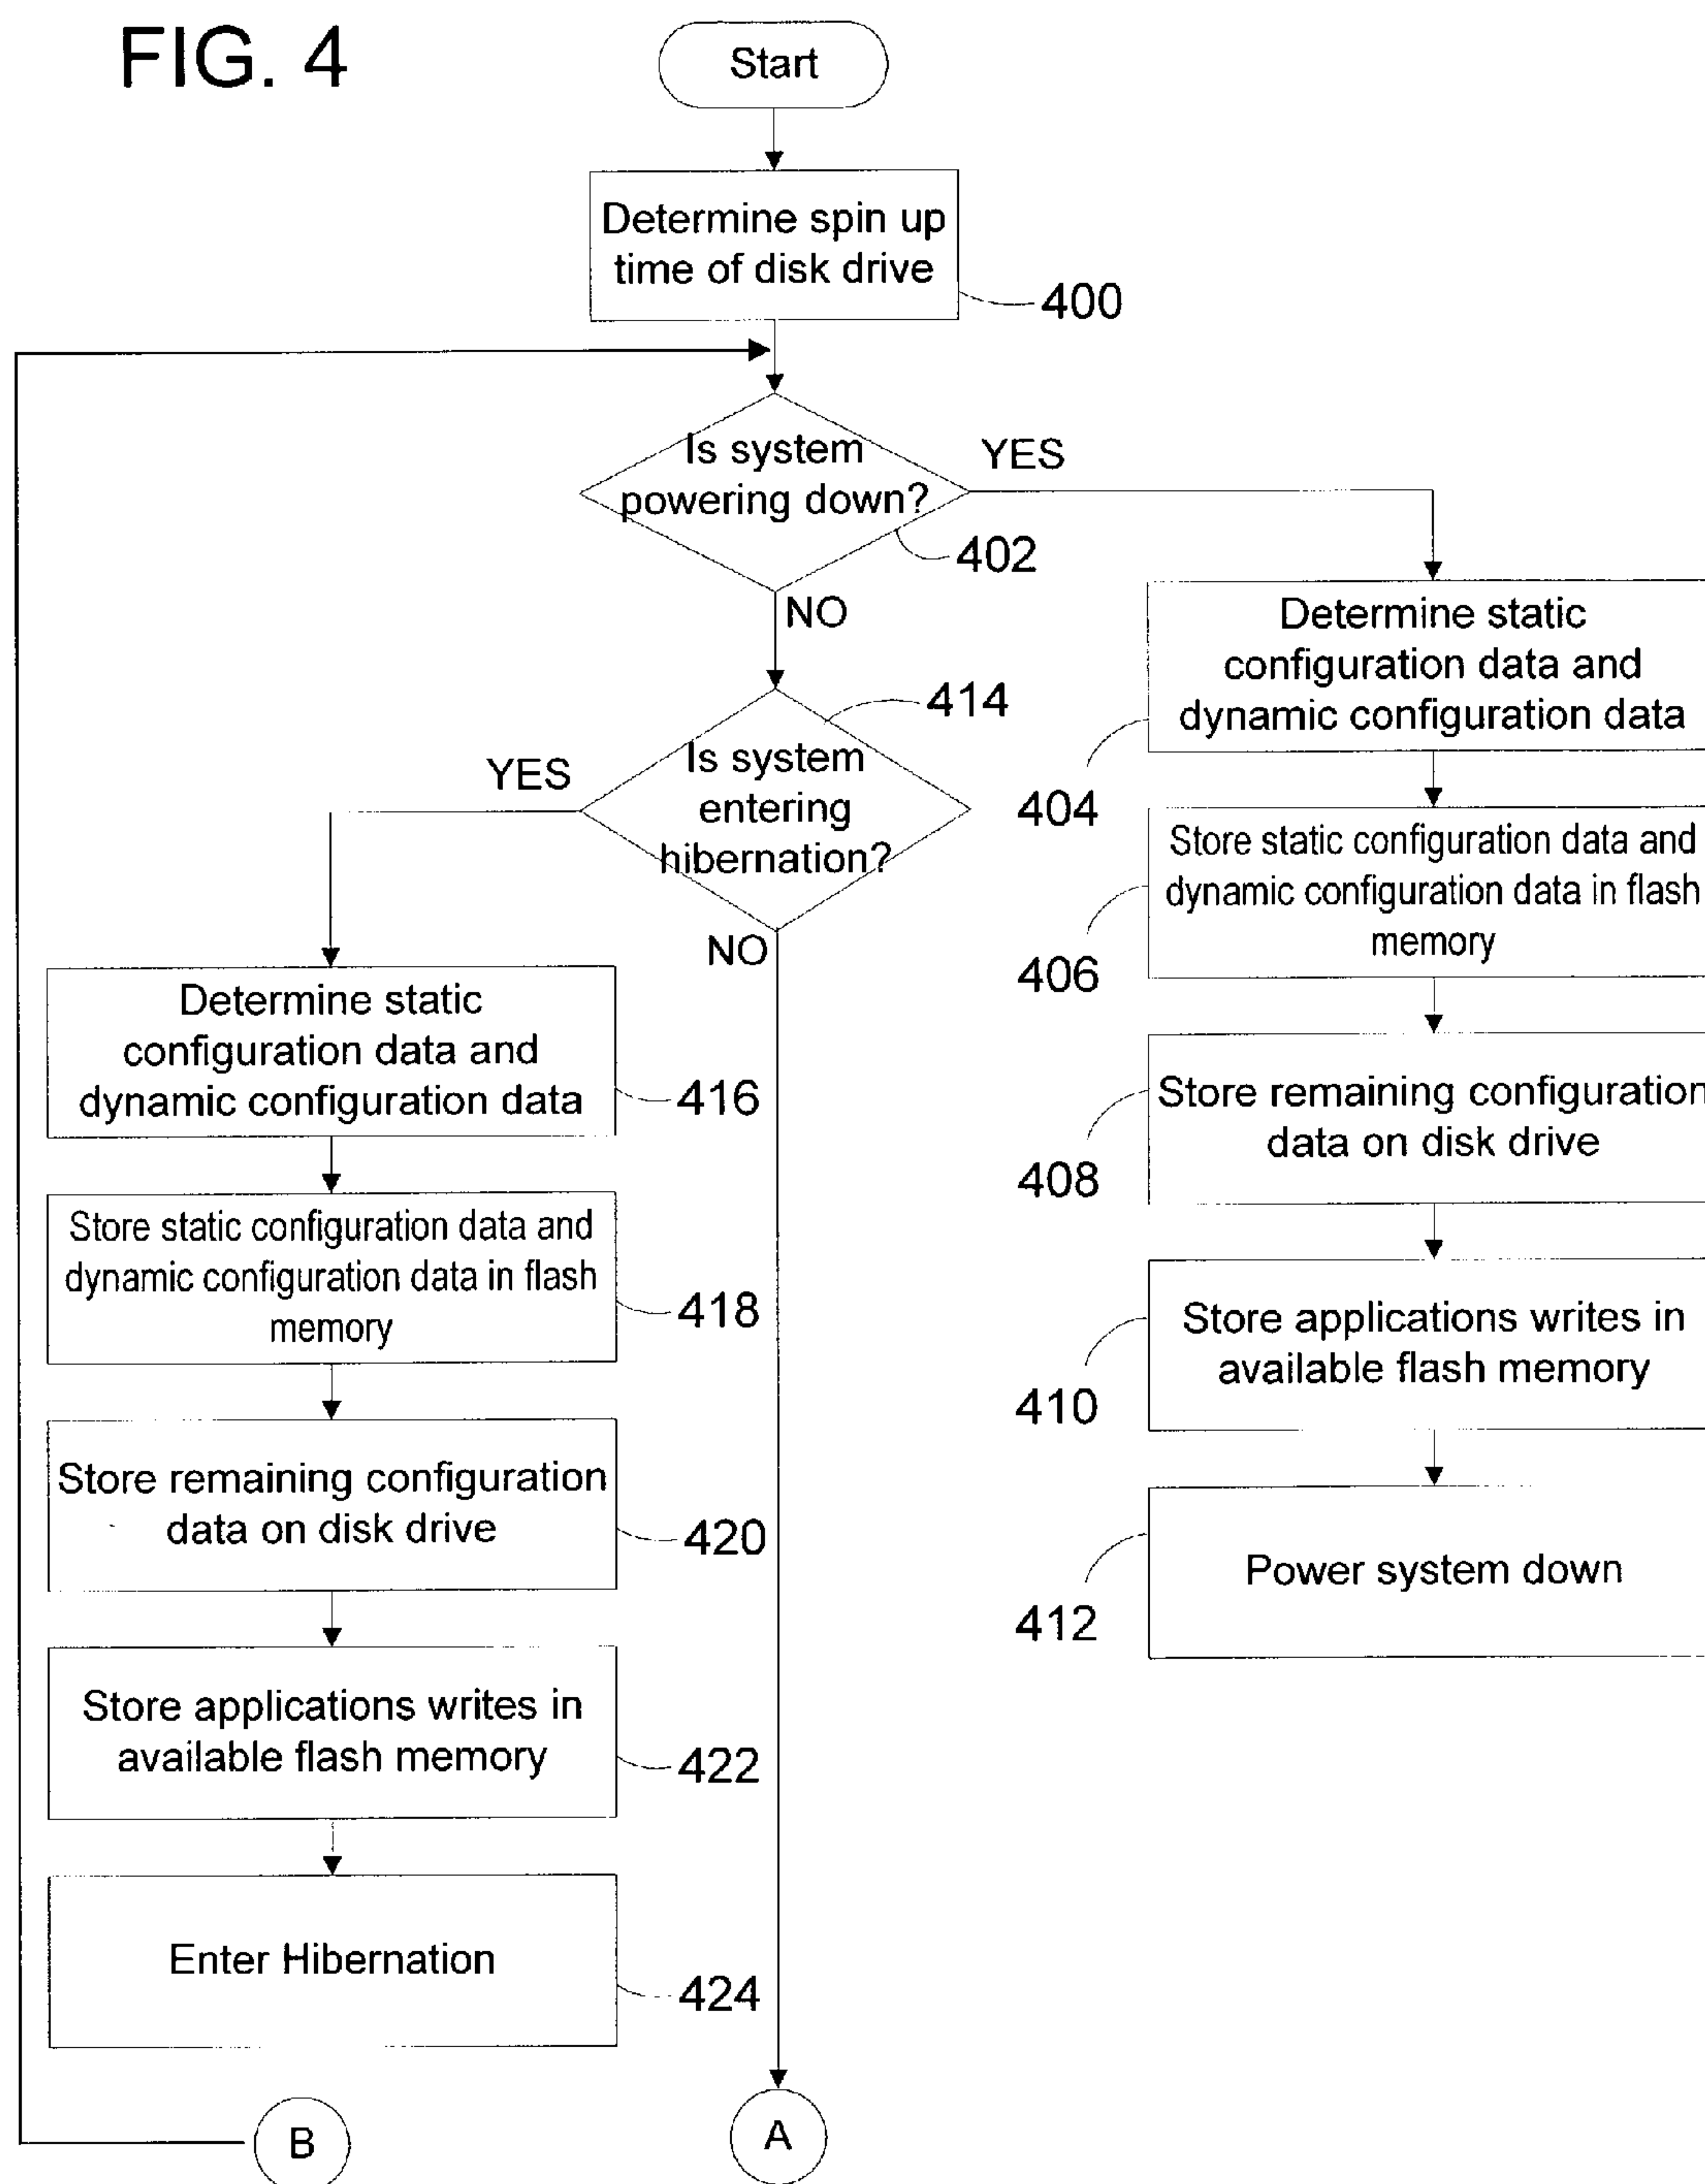 FIG. 4
Start
Determine spin up
time of disk drive
400
Is system
powering down?
YES
402
NO
Determine static
configuration data and
dynamic configuration data
404
Store static configuration data and
dynamic configuration data in flash
memory
406
Store remaining configuration
data on disk drive
408
Store applications writes in
available flash memory
410
Power system down
412
414
Is system
entering
hibernation?
YES
NO
Determine static
configuration data and
dynamic configuration data
416
Store static configuration data and
dynamic configuration data in flash
memory
418
Store remaining configuration
data on disk drive
420
Store applications writes in
available flash memory
422
Enter Hibernation
424
B
A